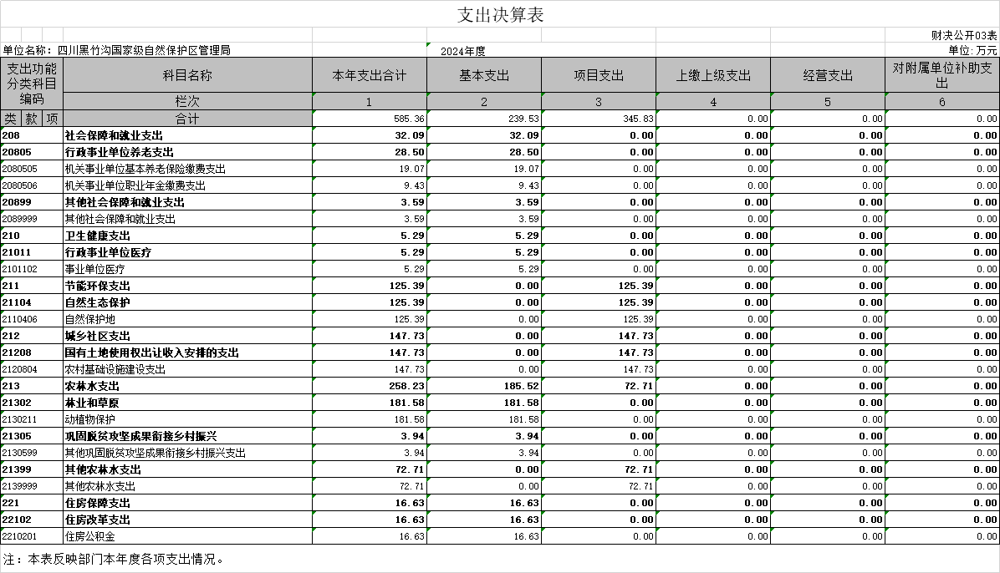 支出决算表
财决公开03表
单位名称：四川黑竹沟国家级自然保护区管理局 2024年度 单位：万元
支出功能分类科目编码 科目名称 本年支出合计 基本支出 项目支出 上缴上级支出 经营支出 对附属单位补助支出
栏次 1 2 3 4 5 6
类 款 项 合计 585.36 239.53 345.83 0.00 0.00 0.00
208 社会保障和就业支出 32.09 32.09 0.00 0.00 0.00 0.00
20805 行政事业单位养老支出 28.50 28.50 0.00 0.00 0.00 0.00
2080505 机关事业单位基本养老保险缴费支出 19.07 19.07 0.00 0.00 0.00 0.00
2080506 机关事业单位职业年金缴费支出 9.43 9.43 0.00 0.00 0.00 0.00
20899 其他社会保障和就业支出 3.59 3.59 0.00 0.00 0.00 0.00
2089999 其他社会保障和就业支出 3.59 3.59 0.00 0.00 0.00 0.00
210 卫生健康支出 5.29 5.29 0.00 0.00 0.00 0.00
21011 行政事业单位医疗 5.29 5.29 0.00 0.00 0.00 0.00
2101102 事业单位医疗 5.29 5.29 0.00 0.00 0.00 0.00
211 节能环保支出 125.39 0.00 125.39 0.00 0.00 0.00
21104 自然生态保护 125.39 0.00 125.39 0.00 0.00 0.00
2110406 自然保护地 125.39 0.00 125.39 0.00 0.00 0.00
212 城乡社区支出 147.73 0.00 147.73 0.00 0.00 0.00
21208 国有土地使用权出让收入安排的支出 147.73 0.00 147.73 0.00 0.00 0.00
2120804 农村基础设施建设支出 147.73 0.00 147.73 0.00 0.00 0.00
213 农林水支出 258.23 185.52 72.71 0.00 0.00 0.00
21302 林业和草原 181.58 181.58 0.00 0.00 0.00 0.00
2130211 动植物保护 181.58 181.58 0.00 0.00 0.00 0.00
21305 巩固脱贫攻坚成果衔接乡村振兴 3.94 3.94 0.00 0.00 0.00 0.00
2130599 其他巩固脱贫攻坚成果衔接乡村振兴支出 3.94 3.94 0.00 0.00 0.00 0.00
21399 其他农林水支出 72.71 0.00 72.71 0.00 0.00 0.00
2139999 其他农林水支出 72.71 0.00 72.71 0.00 0.00 0.00
221 住房保障支出 16.63 16.63 0.00 0.00 0.00 0.00
22102 住房改革支出 16.63 16.63 0.00 0.00 0.00 0.00
2210201 住房公积金 16.63 16.63 0.00 0.00 0.00 0.00
注：本表反映部门本年度各项支出情况。